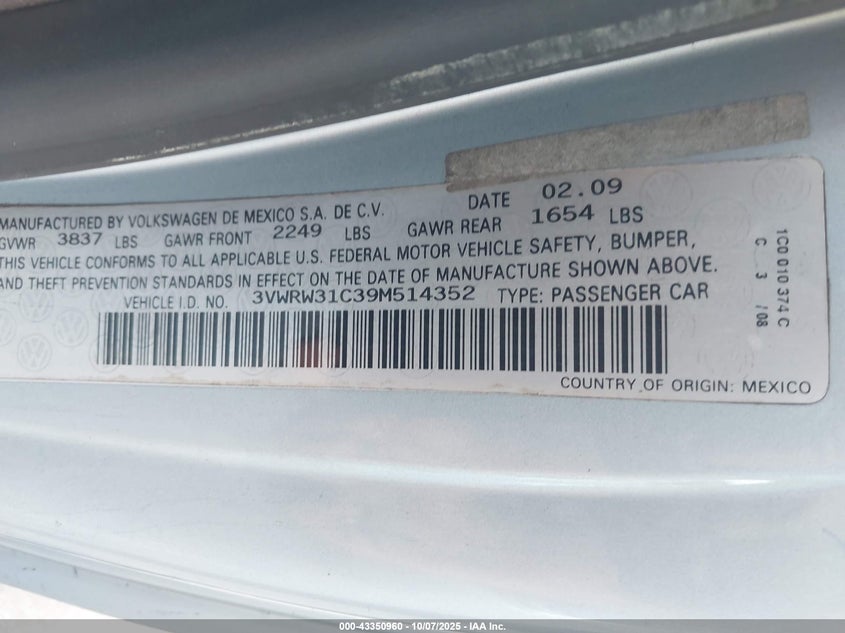 MANUFACTURED BY VOLKSWAGEN DE MEXICO S.A. DE C.V. DATE 02.09
GVWR 3837 LBS GAWR FRONT 2249 LBS GAWR REAR 1654 LBS
THIS VEHICLE CONFORMS TO ALL APPLICABLE U.S. FEDERAL MOTOR VEHICLE SAFETY, BUMPER,
AND THEFT PREVENTION STANDARDS IN EFFECT ON THE DATE OF MANUFACTURE SHOWN ABOVE.
VEHICLE I.D. NO. 3VWRW31C39M514352 TYPE: PASSENGER CAR
COUNTRY OF ORIGIN: MEXICO
1C0 010 374 C
C 3 /08
000-43350960 - 10/07/2025 - IAA Inc.